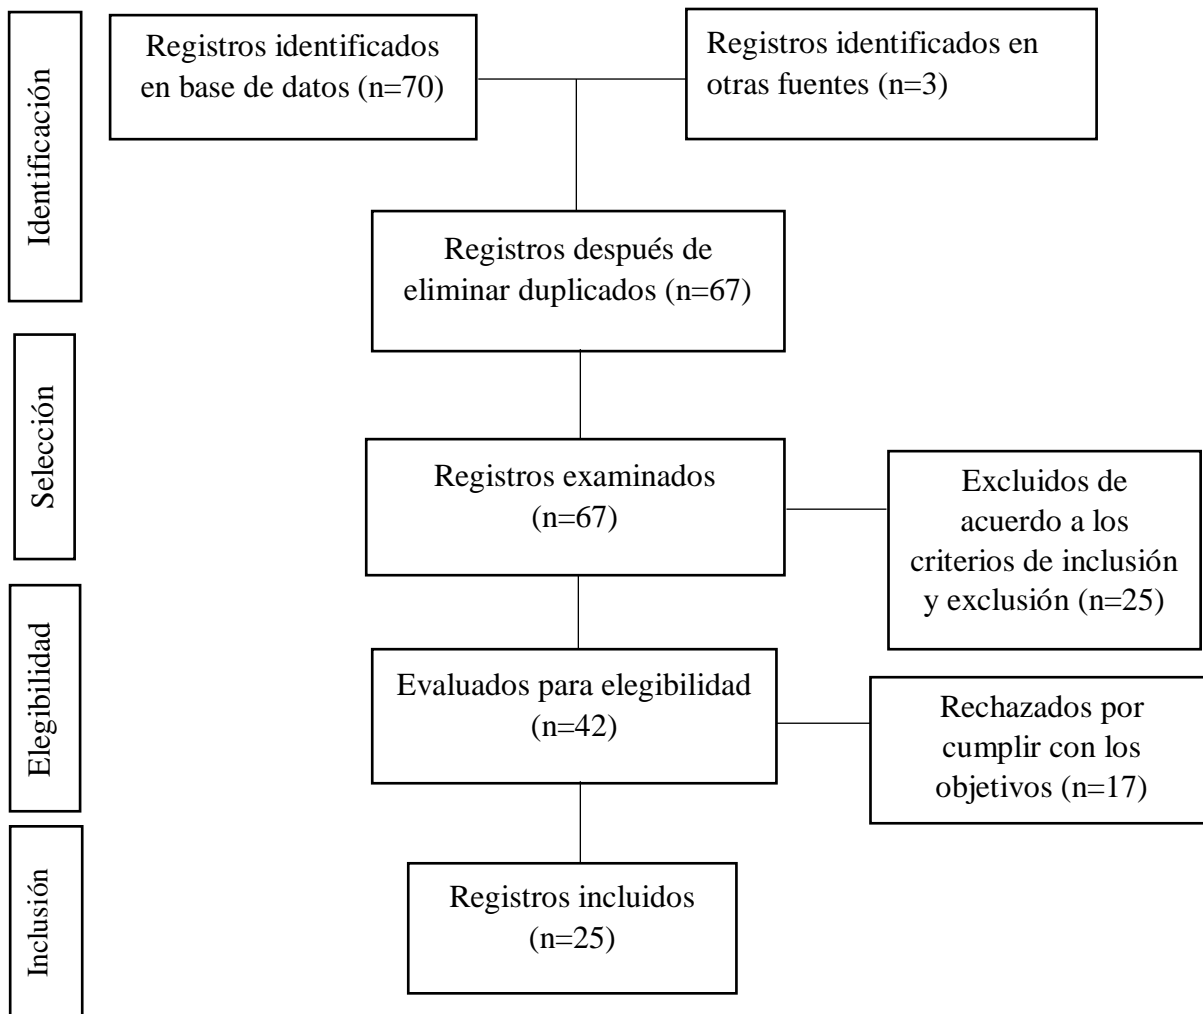 Identificación
Registros identificados
en base de datos (n=70)
Registros identificados en
otras fuentes (n=3)
Registros después de
eliminar duplicados (n=67)
Selección
Registros examinados
(n=67)
Excluidos de
acuerdo a los
criterios de inclusión
y exclusión (n=25)
Elegibilidad
Evaluados para elegibilidad
(n=42)
Rechazados por
cumplir con los
objetivos (n=17)
Inclusión
Registros incluidos
(n=25)